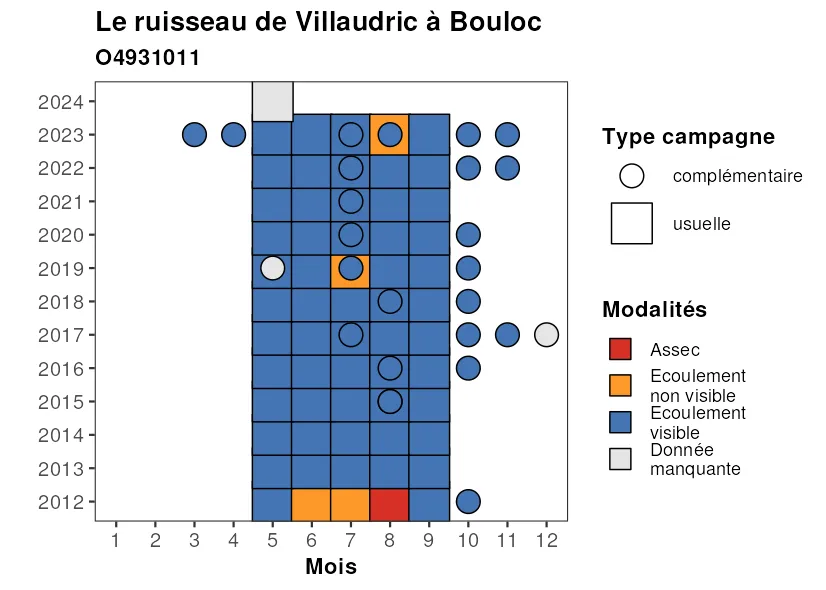 Le ruisseau de Villaudric à Bouloc
O4931011
2024
2023
2022
2021
2020
2019
2018
2017
2016
2015
2014
2013
2012
1 2 3 4 5 6 7 8 9 10 11 12
Mois
Type campagne
complémentaire
usuelle
Modalités
Assec
Ecoulement
non visible
Ecoulement
visible
Donnée
manquante